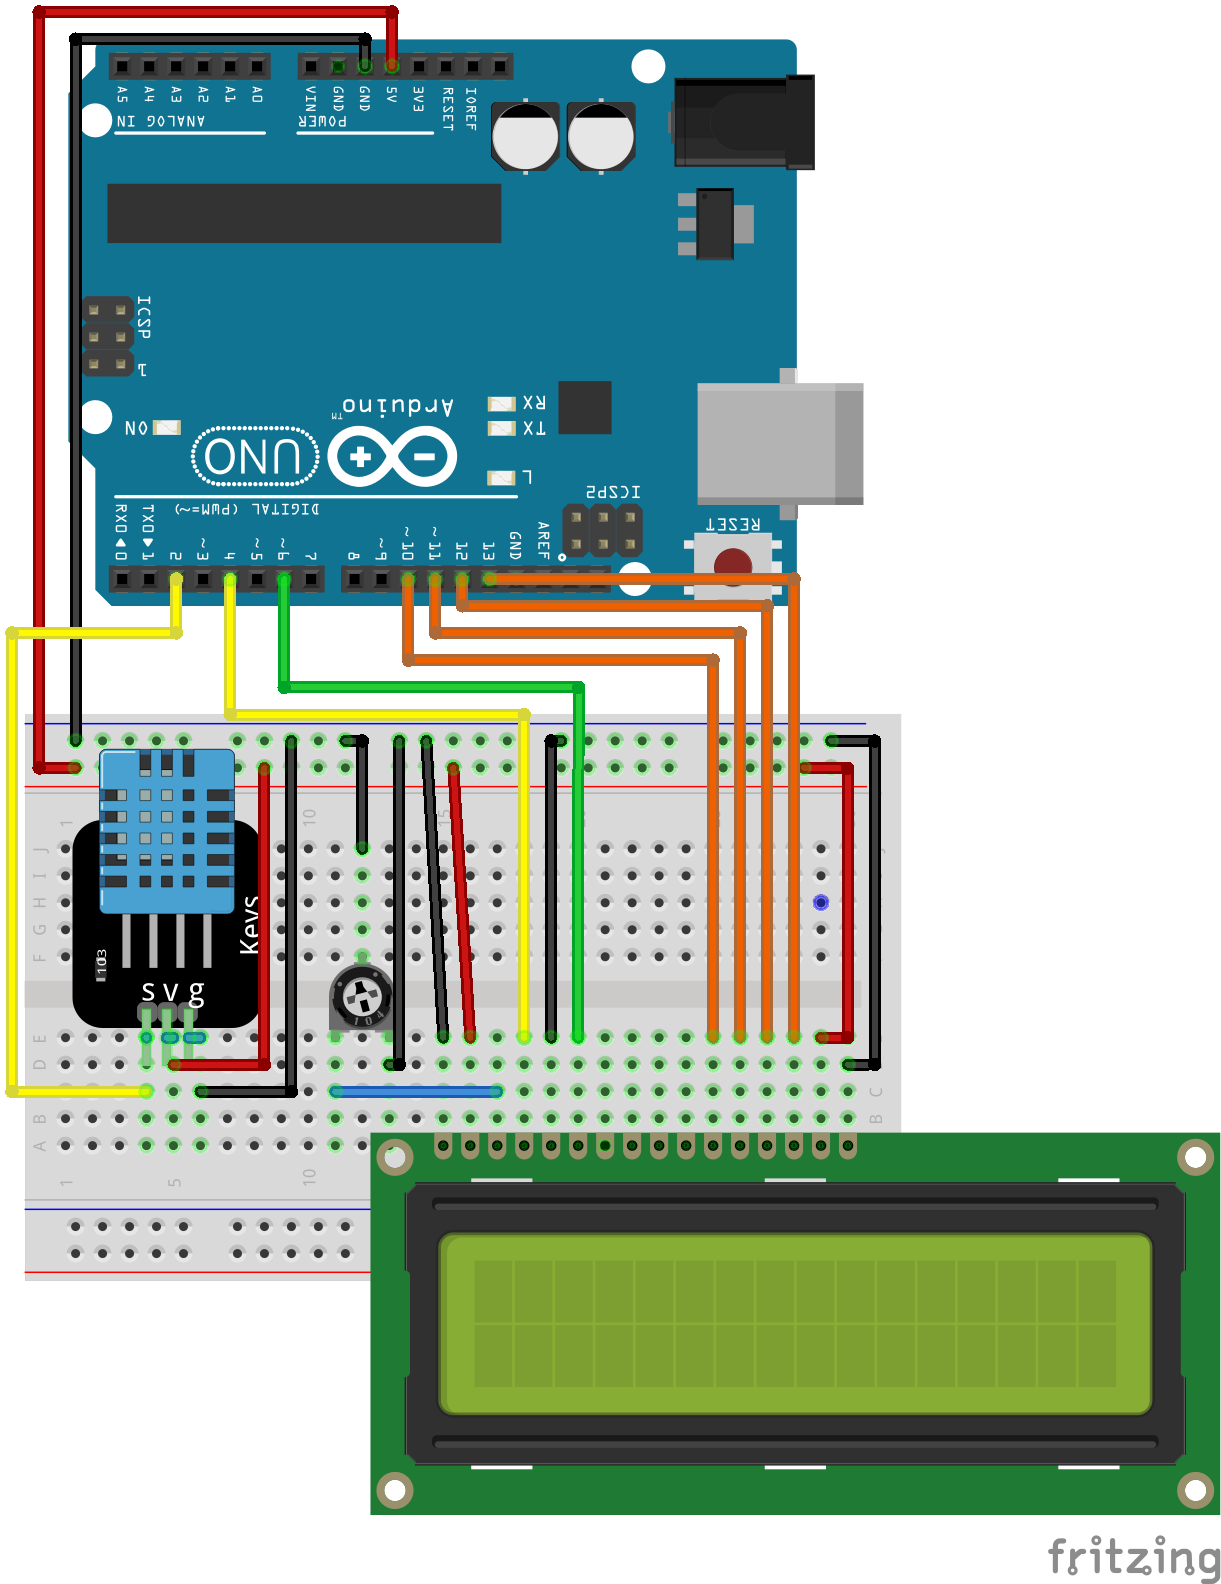 A5 A4 A3 A2 A1 A0
VIN GND GND 5V 3V3 RESET IOREF
ANALOG IN
POWER
ICSP
1
Arduino™
RX
TX
L
ON
UNO
ICSP2
RESET
DIGITAL (PWM=~)
RX0◀0 TX0▶1 2 ~3 4 ~5 ~6 7 8 ~9 ~10 ~11 12 13 GND AREF
1 10 15
J
I
H
G
F
Keys
103
s v g
104
E
D
C C
B B
A
1 5 10
fritzing